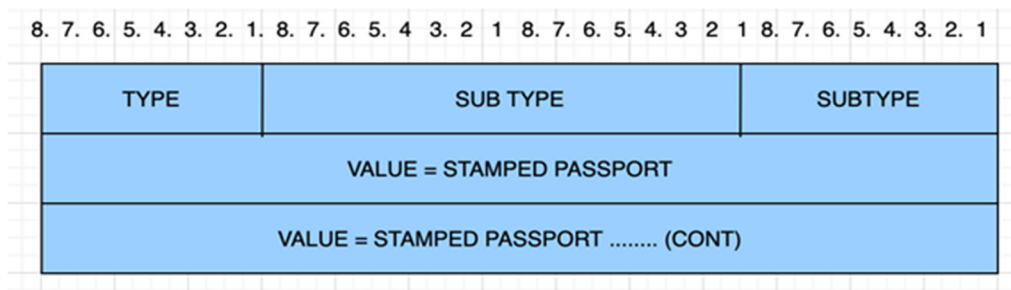 8. 7. 6. 5. 4. 3. 2. 1. 8. 7. 6. 5. 4 3. 2 1 8. 7. 6. 5. 4. 3 2 1 8. 7. 6. 5. 4. 3. 2. 1
TYPE SUB TYPE SUBTYPE
VALUE = STAMPED PASSPORT
VALUE = STAMPED PASSPORT ........ (CONT)